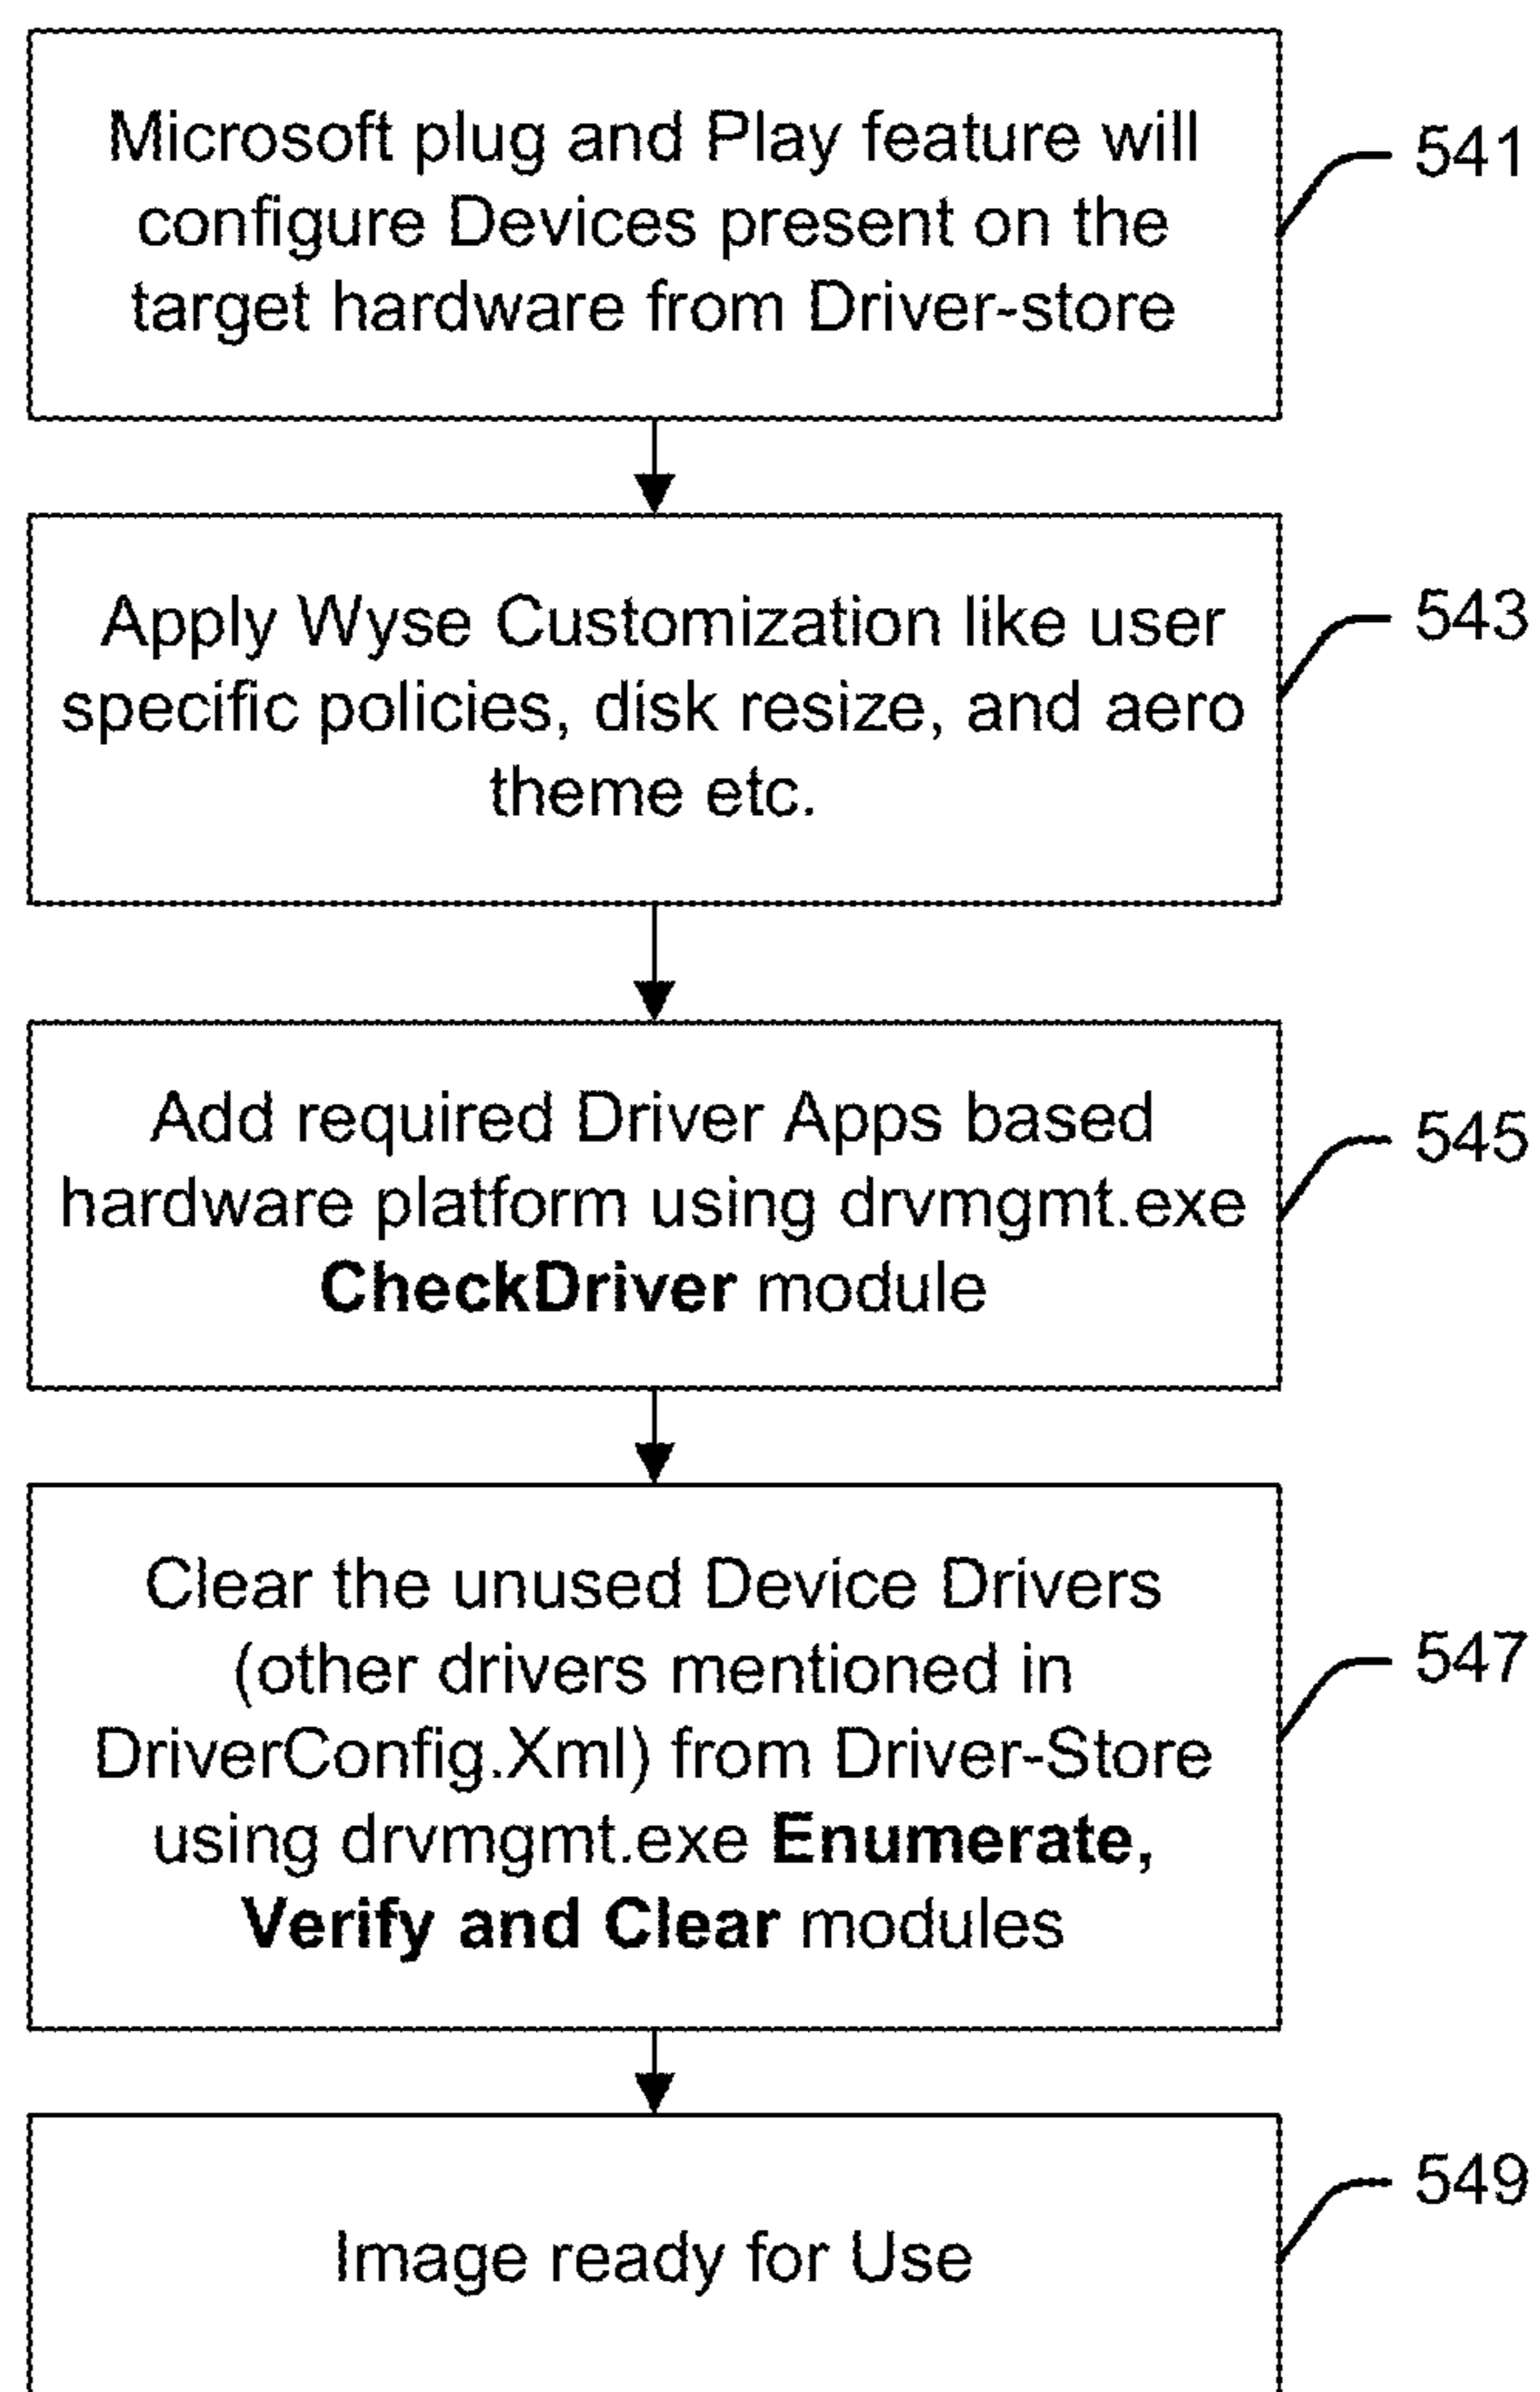 Microsoft plug and Play feature will
configure Devices present on the
target hardware from Driver-store
541
Apply Wyse Customization like user
specific policies, disk resize, and aero
theme etc.
543
Add required Driver Apps based
hardware platform using drvmgmt.exe
CheckDriver module
545
Clear the unused Device Drivers
(other drivers mentioned in
DriverConfig.Xml) from Driver-Store
using drvmgmt.exe Enumerate,
Verify and Clear modules
547
Image ready for Use
549